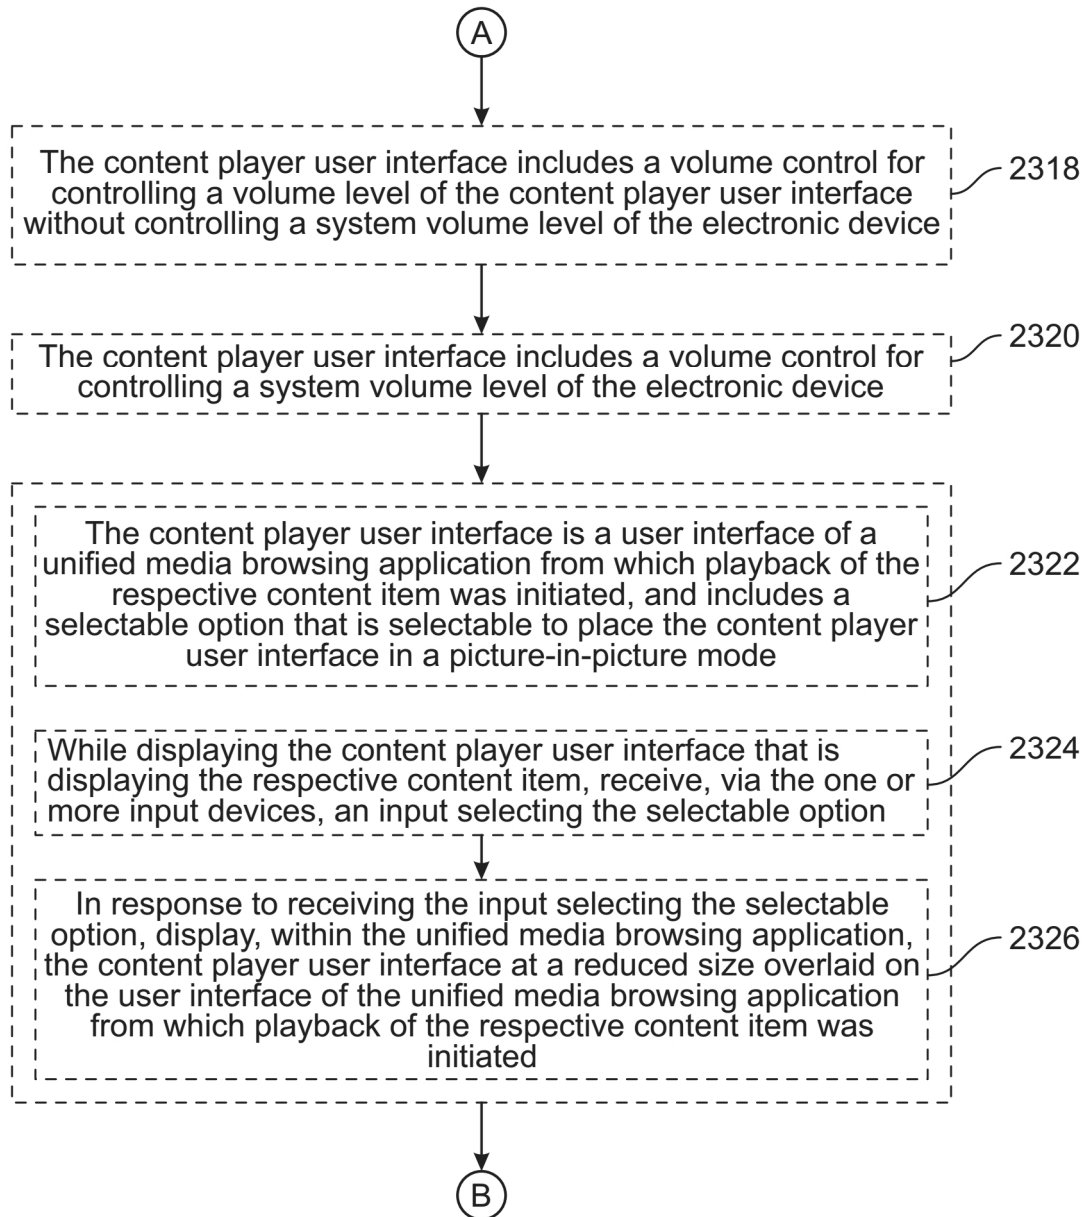 A
The content player user interface includes a volume control for
controlling a volume level of the content player user interface
without controlling a system volume level of the electronic device
2318
The content player user interface includes a volume control for
controlling a system volume level of the electronic device
2320
The content player user interface is a user interface of a
unified media browsing application from which playback of the
respective content item was initiated, and includes a
selectable option that is selectable to place the content player
user interface in a picture-in-picture mode
2322
While displaying the content player user interface that is
displaying the respective content item, receive, via the one or
more input devices, an input selecting the selectable option
2324
In response to receiving the input selecting the selectable
option, display, within the unified media browsing application,
the content player user interface at a reduced size overlaid on
the user interface of the unified media browsing application
from which playback of the respective content item was
initiated
2326
B